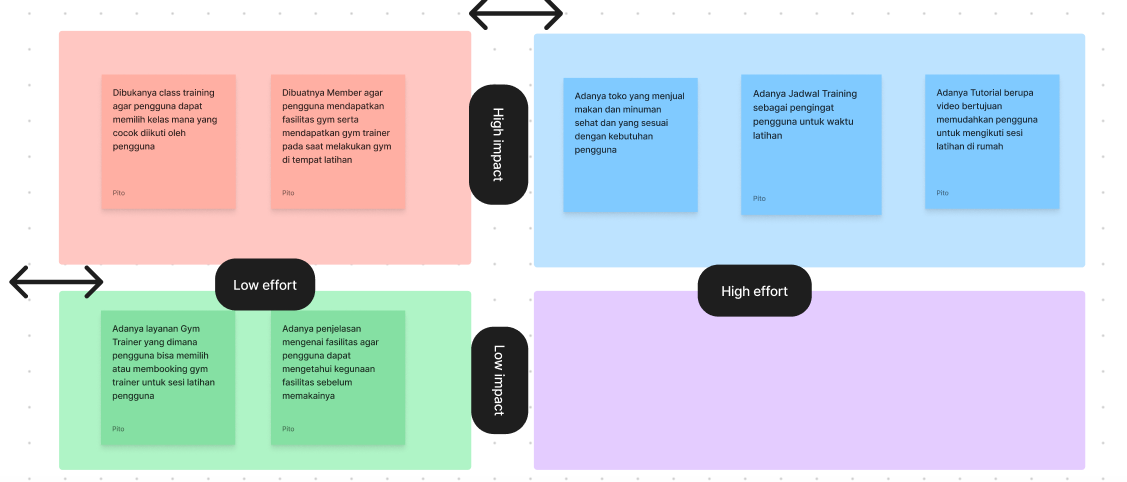 Dibukanya class training
agar pengguna dapat
memilih kelas mana yang
cocok diikuti oleh
pengguna
Pito
Dibuatnya Member agar
pengguna mendapatkan
fasilitas gym serta
mendapatkan gym trainer
pada saat melakukan gym
di tempat latihan
Pito
High impact
Adanya toko yang menjual
makan dan minuman
sehat dan yang sesuai
dengan kebutuhan
pengguna
Adanya Jadwal Training
sebagai pengingat
pengguna untuk waktu
latihan
Pito
Adanya Tutorial berupa
video bertujuan
memudahkan pengguna
untuk mengikuti sesi
latihan di rumah
Pito
Low effort
High effort
Adanya layanan Gym
Trainer yang dimana
pengguna bisa memilih
atau membooking gym
trainer untuk sesi latihan
pengguna
Pito
Adanya penjelasan
mengenai fasilitas agar
pengguna dapat
mengetahui kegunaan
fasilitas sebelum
memakainya
Pito
Low impact